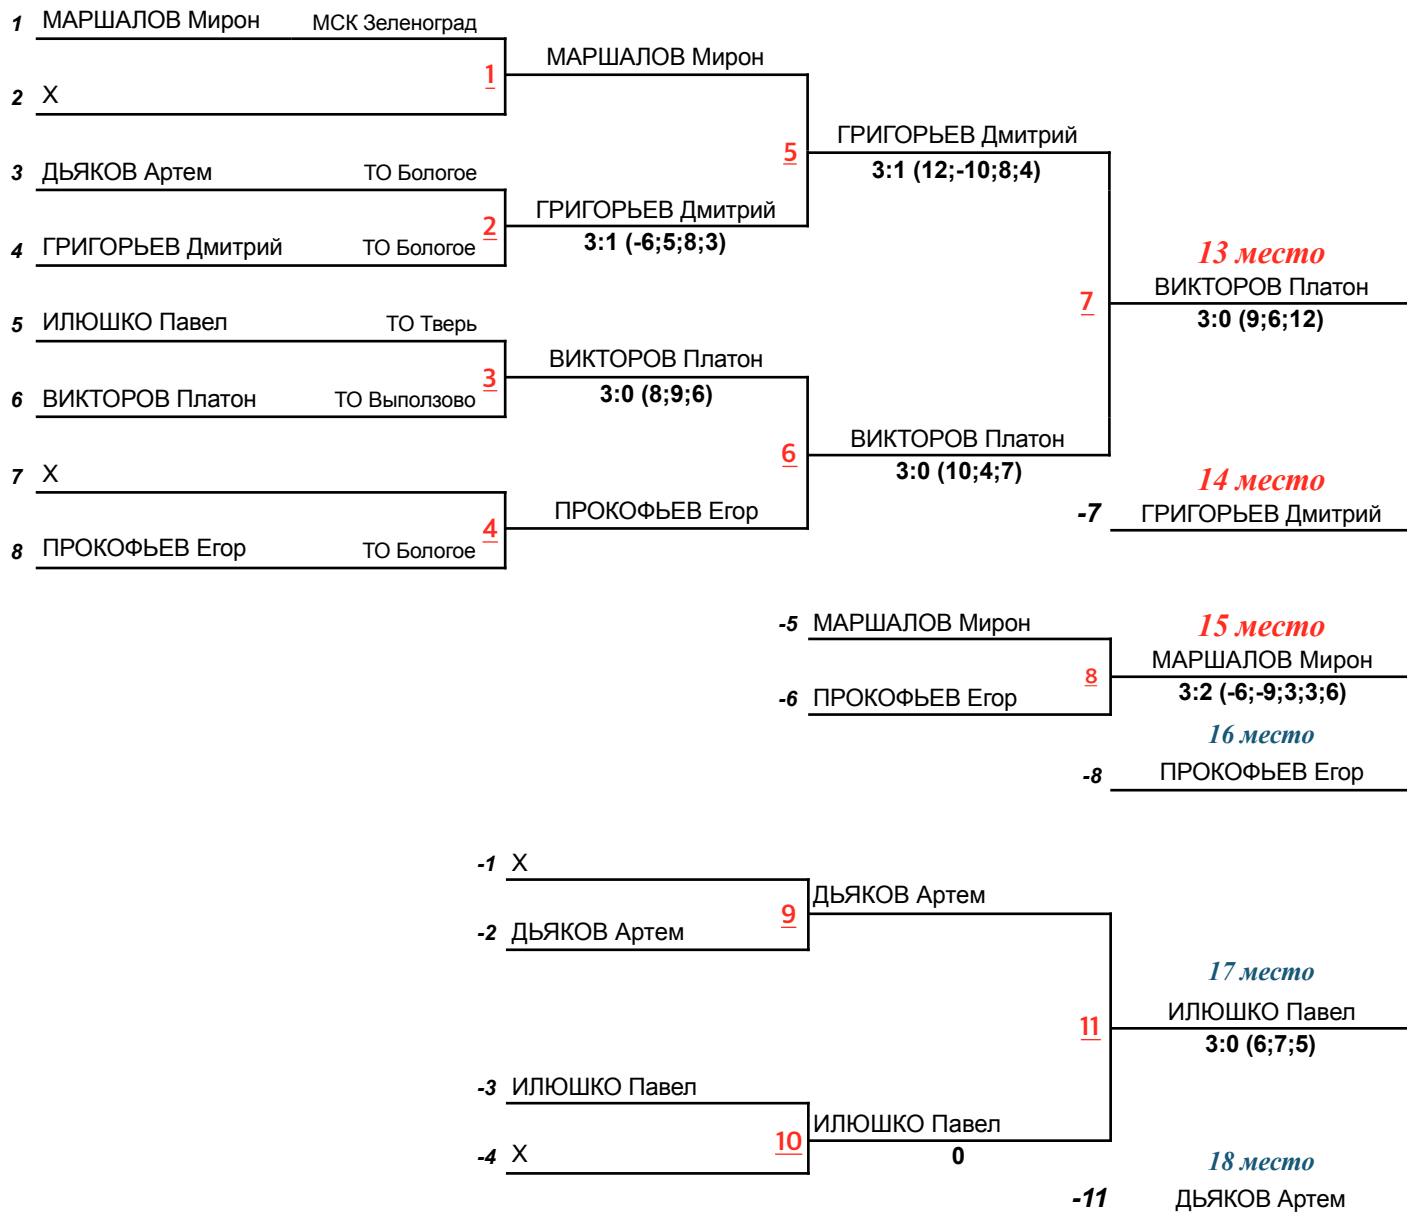 1 МАРШАЛОВ Мирон МСК Зеленоград
МАРШАЛОВ Мирон
1
2 X
ГРИГОРЬЕВ Дмитрий
5
3:1 (12;-10;8;4)
3 ДЬЯКОВ Артем ТО Бологое
ГРИГОРЬЕВ Дмитрий
2
3:1 (-6;5;8;3)
4 ГРИГОРЬЕВ Дмитрий ТО Бологое
13 место
ВИКТОРОВ Платон
7
3:0 (9;6;12)
5 ИЛЮШКО Павел ТО Тверь
ВИКТОРОВ Платон
3
3:0 (8;9;6)
6 ВИКТОРОВ Платон ТО Выползово
ВИКТОРОВ Платон
6
3:0 (10;4;7)
7 X
14 место
ПРОКОФЬЕВ Егор
-7 ГРИГОРЬЕВ Дмитрий
4
8 ПРОКОФЬЕВ Егор ТО Бологое
-5 МАРШАЛОВ Мирон
15 место
МАРШАЛОВ Мирон
8
3:2 (-6;-9;3;3;6)
-6 ПРОКОФЬЕВ Егор
16 место
-8 ПРОКОФЬЕВ Егор
-1 X
ДЬЯКОВ Артем
9
-2 ДЬЯКОВ Артем
17 место
ИЛЮШКО Павел
11
3:0 (6;7;5)
-3 ИЛЮШКО Павел
ИЛЮШКО Павел
10
0
-4 X
18 место
-11 ДЬЯКОВ Артем